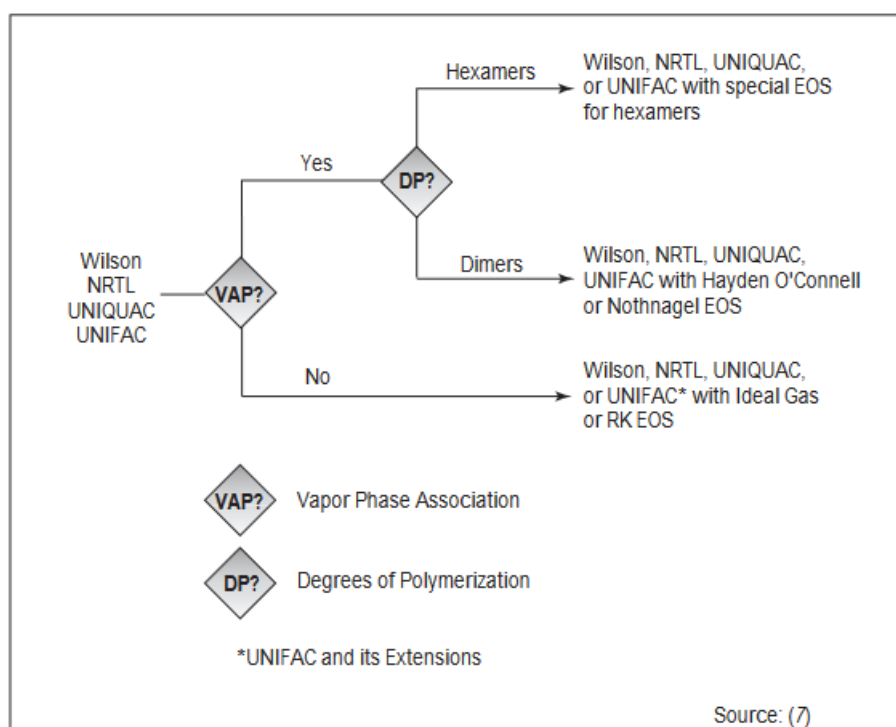 Hexamers
Wilson, NRTL, UNIQUAC,
or UNIFAC with special EOS
for hexamers
Yes
DP?
Wilson
NRTL
UNIQUAC
UNIFAC
VAP?
Dimers
Wilson, NRTL, UNIQUAC,
UNIFAC with Hayden O'Connell
or Nothnagel EOS
No
Wilson, NRTL, UNIQUAC,
or UNIFAC* with Ideal Gas
or RK EOS
VAP?
Vapor Phase Association
DP?
Degrees of Polymerization
*UNIFAC and its Extensions
Source: (7)